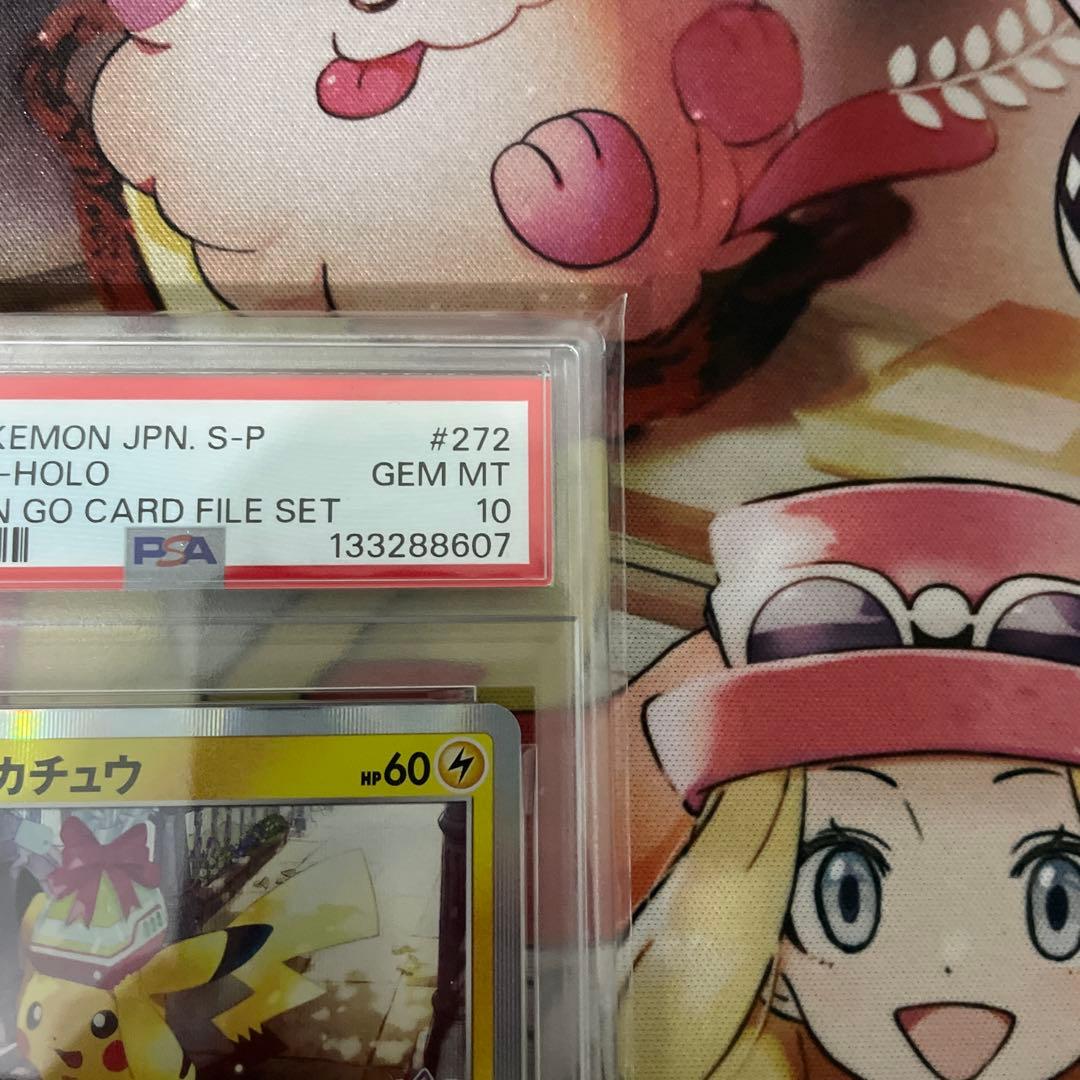 KEMON JPN. S-P #272
-HOLO GEM MT
N GO CARD FILE SET 10
PSA 133288607
カチュウ HP60